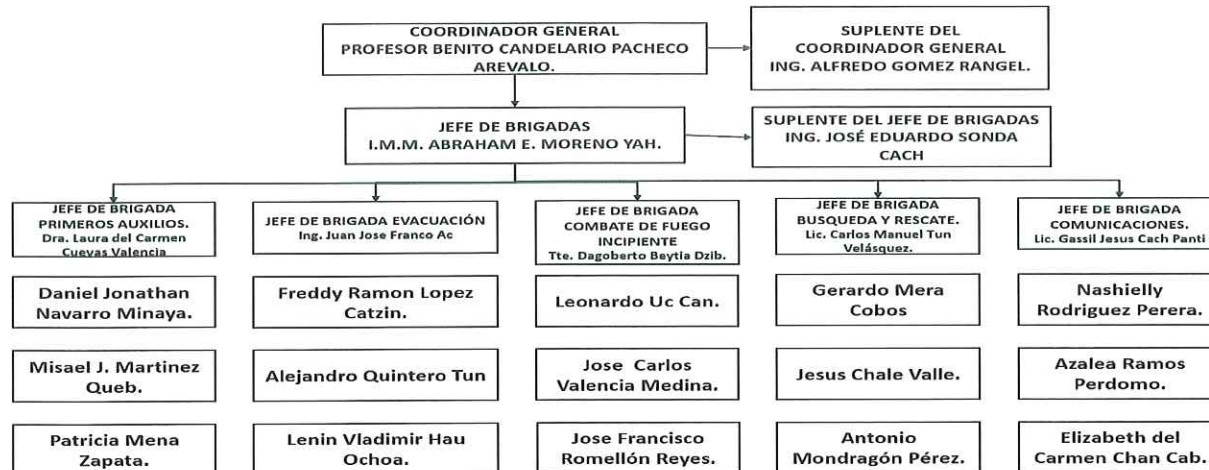 COORDINADOR GENERAL
PROFESOR BENITO CANDELARIO PACHECO
AREVALO.
SUPLENTE DEL
COORDINADOR GENERAL
ING. ALFREDO GOMEZ RANGEL.
JEFE DE BRIGADAS
I.M.M. ABRAHAM E. MORENO YAH.
SUPLENTE DEL JEFE DE BRIGADAS
ING. JOSÉ EDUARDO SONDA
CACH
JEFE DE BRIGADA
PRIMEROS AUXILIOS.
Dra. Laura del Carmen
Cuevas Valencia
JEFE DE BRIGADA EVACUACIÓN
Ing. Juan Jose Franco Ac
JEFE DE BRIGADA
COMBATE DE FUEGO
INCIPIENTE
Tte. Dagoberto Beytia Dzib.
JEFE DE BRIGADA
BUSQUEDA Y RESCATE.
Lic. Carlos Manuel Tun
Velásquez.
JEFE DE BRIGADA
COMUNICACIONES.
Lic. Gassil Jesus Cach Panti
Daniel Jonathan
Navarro Minaya.
Freddy Ramon Lopez
Catzin.
Leonardo Uc Can.
Gerardo Mera
Cobos
Nashielly
Rodriguez Perera.
Misael J. Martinez
Queb.
Alejandro Quintero Tun
Jose Carlos
Valencia Medina.
Jesus Chale Valle.
Azalea Ramos
Perdomo.
Patricia Mena
Zapata.
Lenin Vladimir Hau
Ochoa.
Jose Francisco
Romellón Reyes.
Antonio
Mondragón Pérez.
Elizabeth del
Carmen Chan Cab.